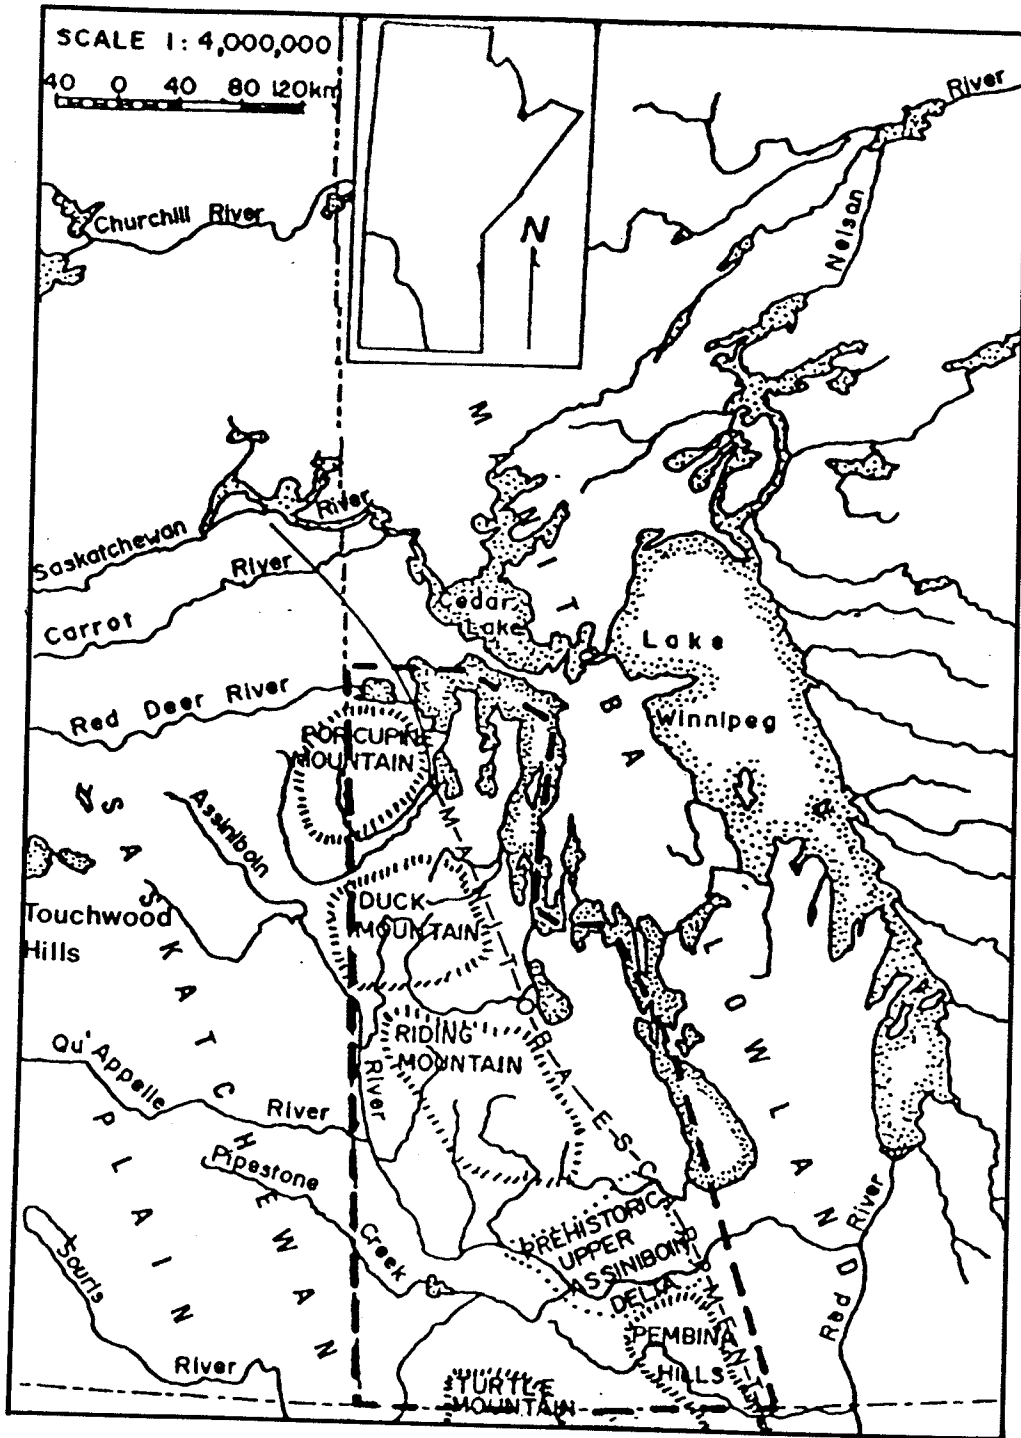 SCALE 1: 4,000,000
40 0 40 80 120km
N
River
Nelson
Churchill River
MANITOBA
LOWLAND
Saskatchewan River
Carrot River
Cedar
Lake
Lake
Winnipeg
Red Deer River
PORCUPINE
MOUNTAIN
Assiniboin
River
DUCK
MOUNTAIN
Touchwood
Hills
SASKATCHEWAN
PLAIN
MANITOBA ESCARPMENT
RIDING
MOUNTAIN
Qu'Appelle River
Pipestone
Creek
PREHISTORIC
UPPER
ASSINIBOIN
DELTA
Red River
Souris
River
PEMBINA
HILLS
TURTLE
MOUNTAIN